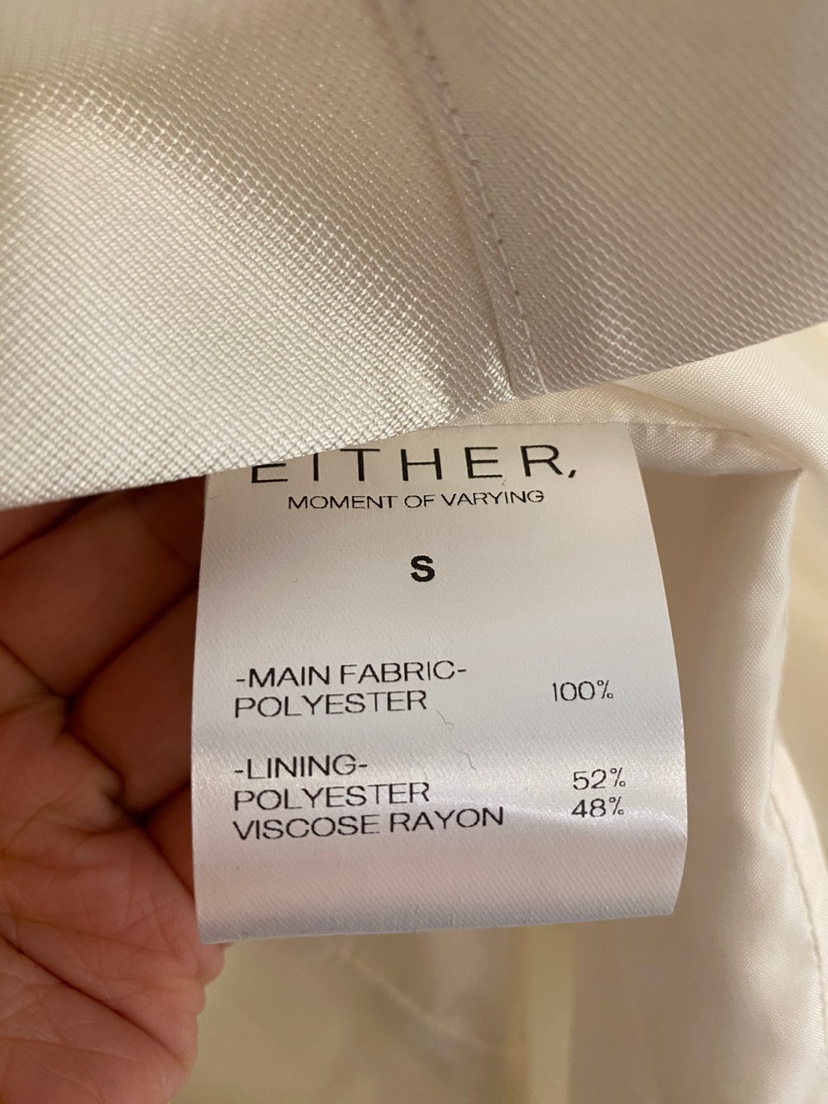 EITHER,
MOMENT OF VARYING
S
-MAIN FABRIC-
POLYESTER 100%
-LINING-
POLYESTER 52%
VISCOSE RAYON 48%